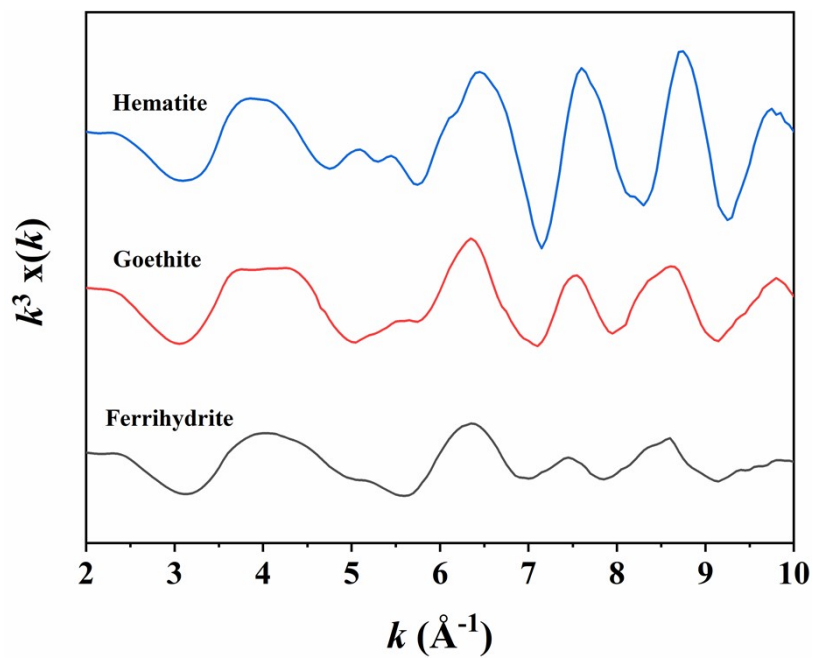 Hematite
Goethite
Ferrihydrite
k³ x(k)
2 3 4 5 6 7 8 9 10
k (Å⁻¹)